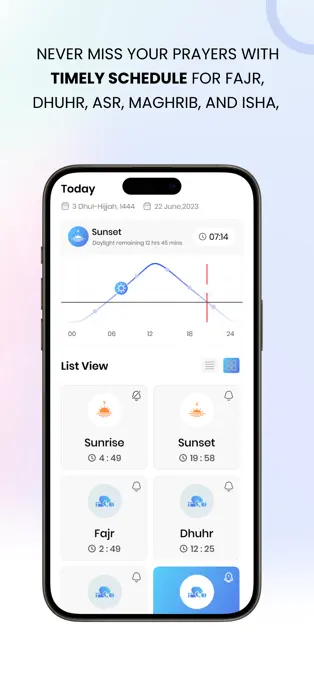 NEVER MISS YOUR PRAYERS WITH
TIMELY SCHEDULE FOR FAJR,
DHUHR, ASR, MAGHRIB, AND ISHA,
Today
3 Dhul-Hijjah, 1444 22 June,2023
Sunset
Daylight remaining 12 hrs 45 mins
07:14
00 06 12 18 24
List View
Sunrise
4 : 49
Sunset
19 : 58
Fajr
2 : 49
Dhuhr
12 : 25